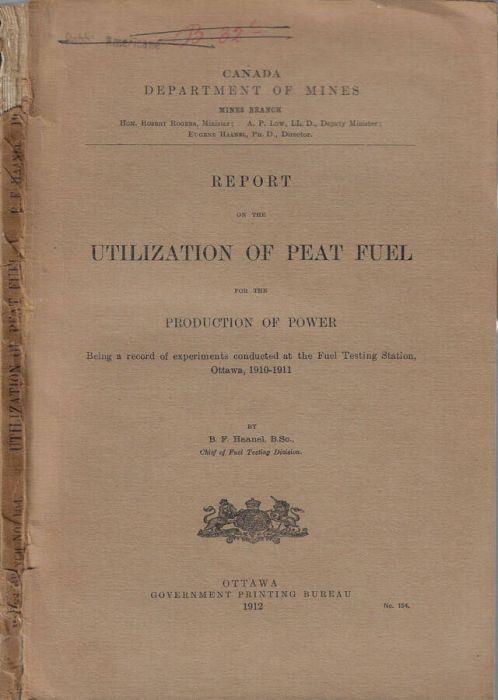 B 32
CANADA
DEPARTMENT OF MINES
MINES BRANCH
HON. ROBERT ROGERS, Minister; A. P. LOW, LL. D., Deputy Minister;
EUGENE HAANEL, PH. D., Director.
REPORT
ON THE
UTILIZATION OF PEAT FUEL
FOR THE
PRODUCTION OF POWER
Being a record of experiments conducted at the Fuel Testing Station,
Ottawa, 1910-1911
BY
B. F. Haanel, B.Sc.,
Chief of Fuel Testing Division.
OTTAWA
GOVERNMENT PRINTING BUREAU
1912
No. 154.
UTILIZATION OF PEAT FUEL